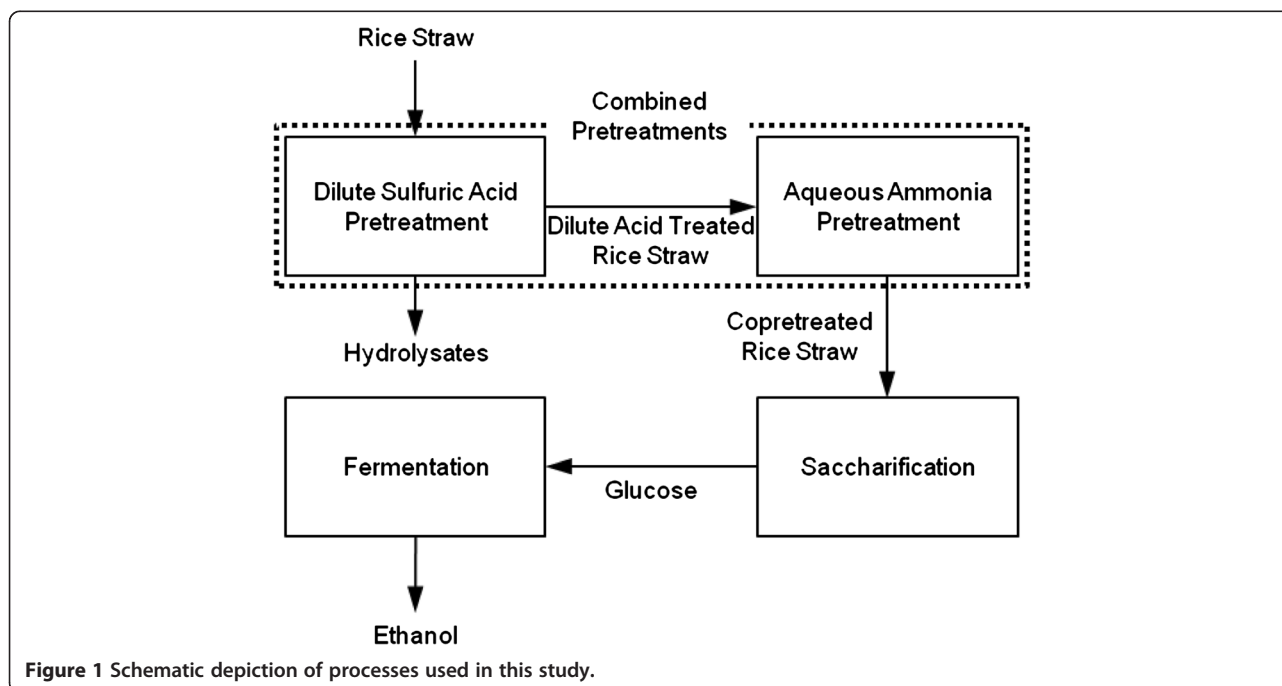 Rice Straw
Combined
Pretreatments
Dilute Sulfuric Acid
Pretreatment
Dilute Acid Treated
Rice Straw
Aqueous Ammonia
Pretreatment
Hydrolysates
Copretreated
Rice Straw
Fermentation
Glucose
Saccharification
Ethanol
Figure 1 Schematic depiction of processes used in this study.